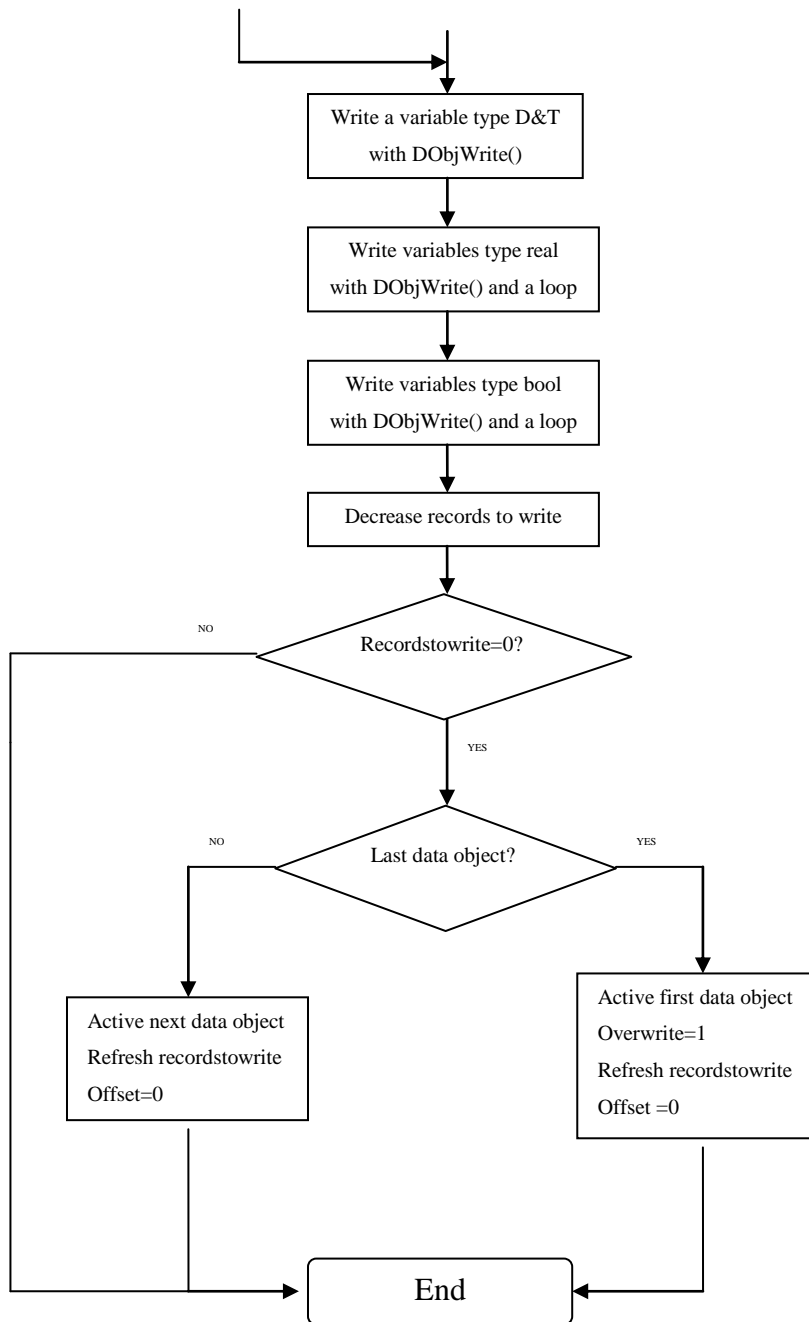 Write a variable type D&T
with DObjWrite()
Write variables type real
with DObjWrite() and a loop
Write variables type bool
with DObjWrite() and a loop
Decrease records to write
NO
Recordstowrite=0?
YES
NO
Last data object?
YES
Active next data object
Refresh recordstowrite
Offset=0
Active first data object
Overwrite=1
Refresh recordstowrite
Offset =0
End